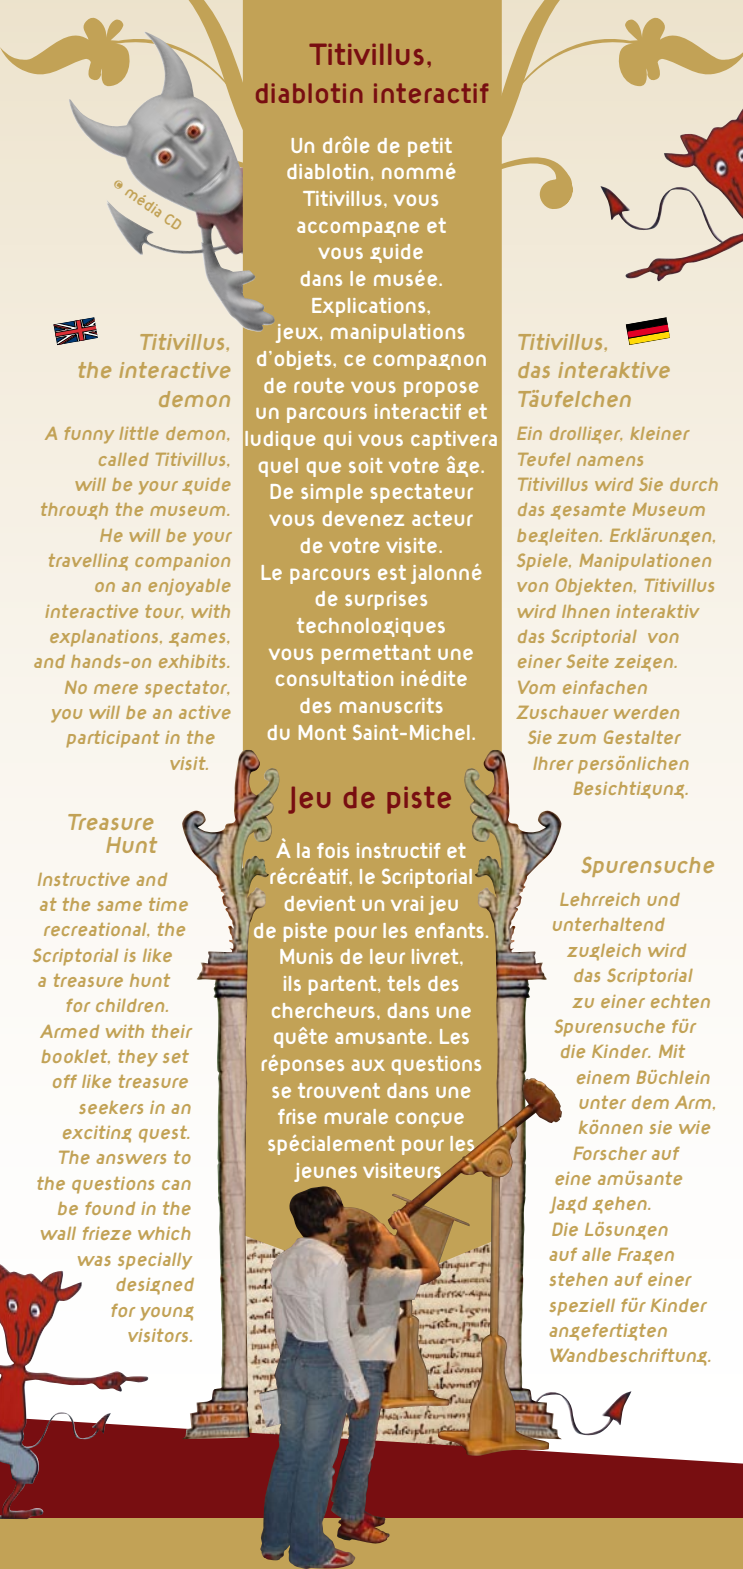 Titivillus,
diablotin interactif
Un drôle de petit
diablotin, nommé
Titivillus, vous
accompagne et
vous guide
dans le musée.
Explications,
jeux, manipulations
d'objets, ce compagnon
de route vous propose
un parcours interactif et
ludique qui vous captivera
quel que soit votre âge.
De simple spectateur
vous devenez acteur
de votre visite.
Le parcours est jalonné
de surprises
technologiques
vous permettant une
consultation inédite
des manuscrits
du Mont Saint-Michel.
Jeu de piste
À la fois instructif et
récréatif, le Scriptorial
devient un vrai jeu
de piste pour les enfants.
Munis de leur livret,
ils partent, tels des
chercheurs, dans une
quête amusante. Les
réponses aux questions
se trouvent dans une
frise murale conçue
spécialement pour les
jeunes visiteurs
@ média CD
Titivillus,
the interactive
demon
A funny little demon,
called Titivillus,
will be your guide
through the museum.
He will be your
travelling companion
on an enjoyable
interactive tour, with
explanations, games,
and hands-on exhibits.
No mere spectator,
you will be an active
participant in the
visit.
Treasure
Hunt
Instructive and
at the same time
recreational, the
Scriptorial is like
a treasure hunt
for children.
Armed with their
booklet, they set
off like treasure
seekers in an
exciting quest.
The answers to
the questions can
be found in the
wall frieze which
was specially
designed
for young
visitors.
Titivillus,
das interaktive
Täufelchen
Ein drolliger, kleiner
Teufel namens
Titivillus wird Sie durch
das gesamte Museum
begleiten. Erklärungen,
Spiele, Manipulationen
von Objekten, Titivillus
wird Ihnen interaktiv
das Scriptorial von
einer Seite zeigen.
Vom einfachen
Zuschauer werden
Sie zum Gestalter
Ihrer persönlichen
Besichtigung.
Spurensuche
Lehrreich und
unterhaltend
zugleich wird
das Scriptorial
zu einer echten
Spurensuche für
die Kinder. Mit
einem Büchlein
unter dem Arm,
können sie wie
Forscher auf
eine amüsante
Jagd gehen.
Die Lösungen
auf alle Fragen
stehen auf einer
speziell für Kinder
angefertigten
Wandbeschriftung.